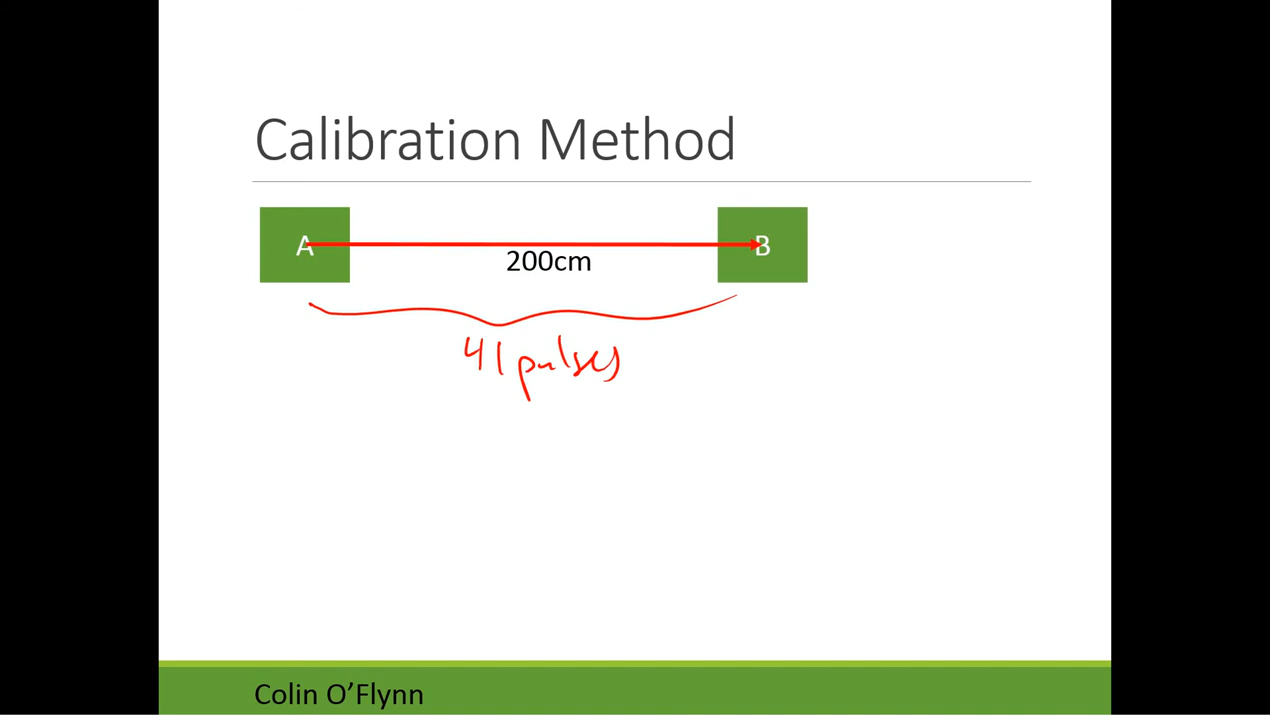 Calibration Method
A
B
200cm
41 pulses
Colin O’Flynn